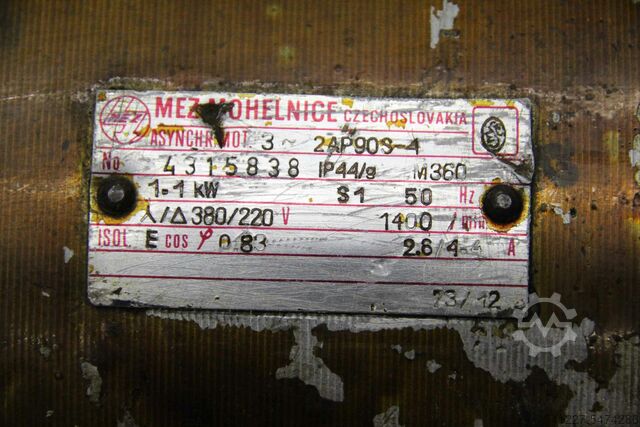 MEZ MEZ MOHELNICE CZECHOSLOVAKIA
ASYNCHR. MOT. 3 ~ 2AP90S-4
No 4315838 IP44/g M360
1.1 kW S1 50 Hz
⅄/Δ 380/220 V 1400 / min
ISOL E cos φ 0.83 2.6/4.4 A
73/12